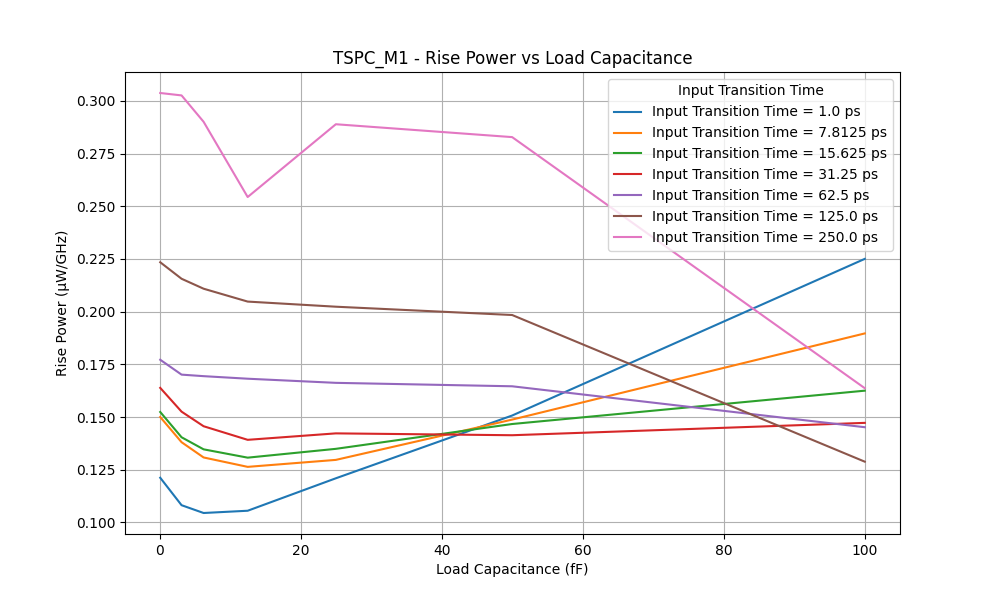 TSPC_M1 - Rise Power vs Load Capacitance
Input Transition Time
Input Transition Time = 1.0 ps
Input Transition Time = 7.8125 ps
Input Transition Time = 15.625 ps
Input Transition Time = 31.25 ps
Input Transition Time = 62.5 ps
Input Transition Time = 125.0 ps
Input Transition Time = 250.0 ps
Rise Power (μW/GHz)
0.300
0.275
0.250
0.225
0.200
0.175
0.150
0.125
0.100
0 20 40 60 80 100
Load Capacitance (fF)